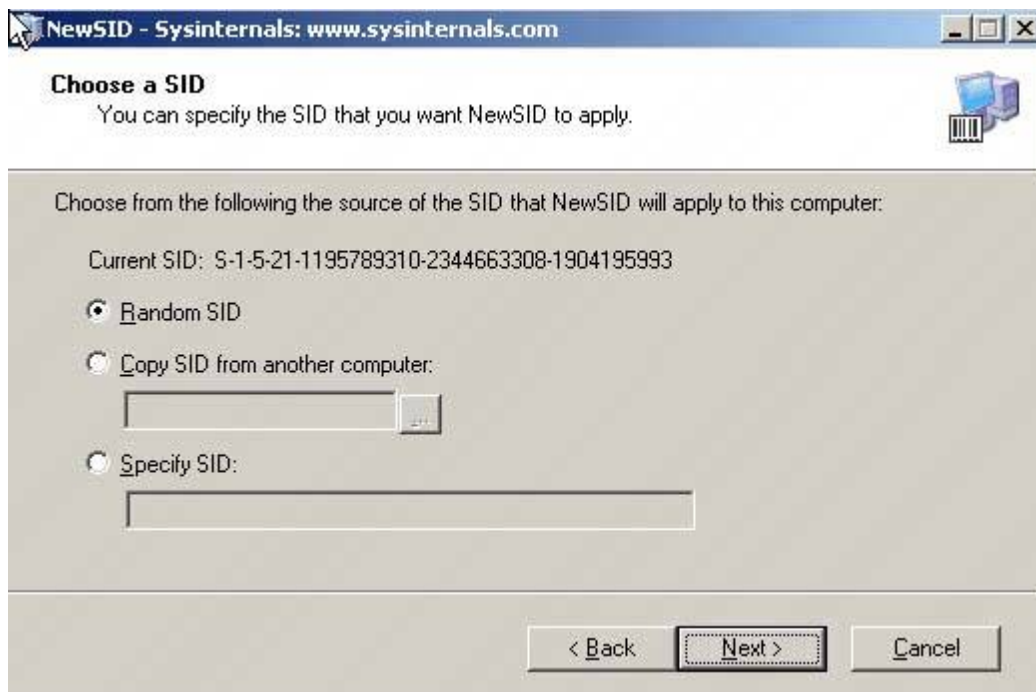 NewSID - Sysinternals: www.sysinternals.com
Choose a SID
You can specify the SID that you want NewSID to apply.
Choose from the following the source of the SID that NewSID will apply to this computer:
Current SID: S-1-5-21-1195789310-2344663308-1904195993
Random SID
Copy SID from another computer:
...
Specify SID:
< Back
Next >
Cancel